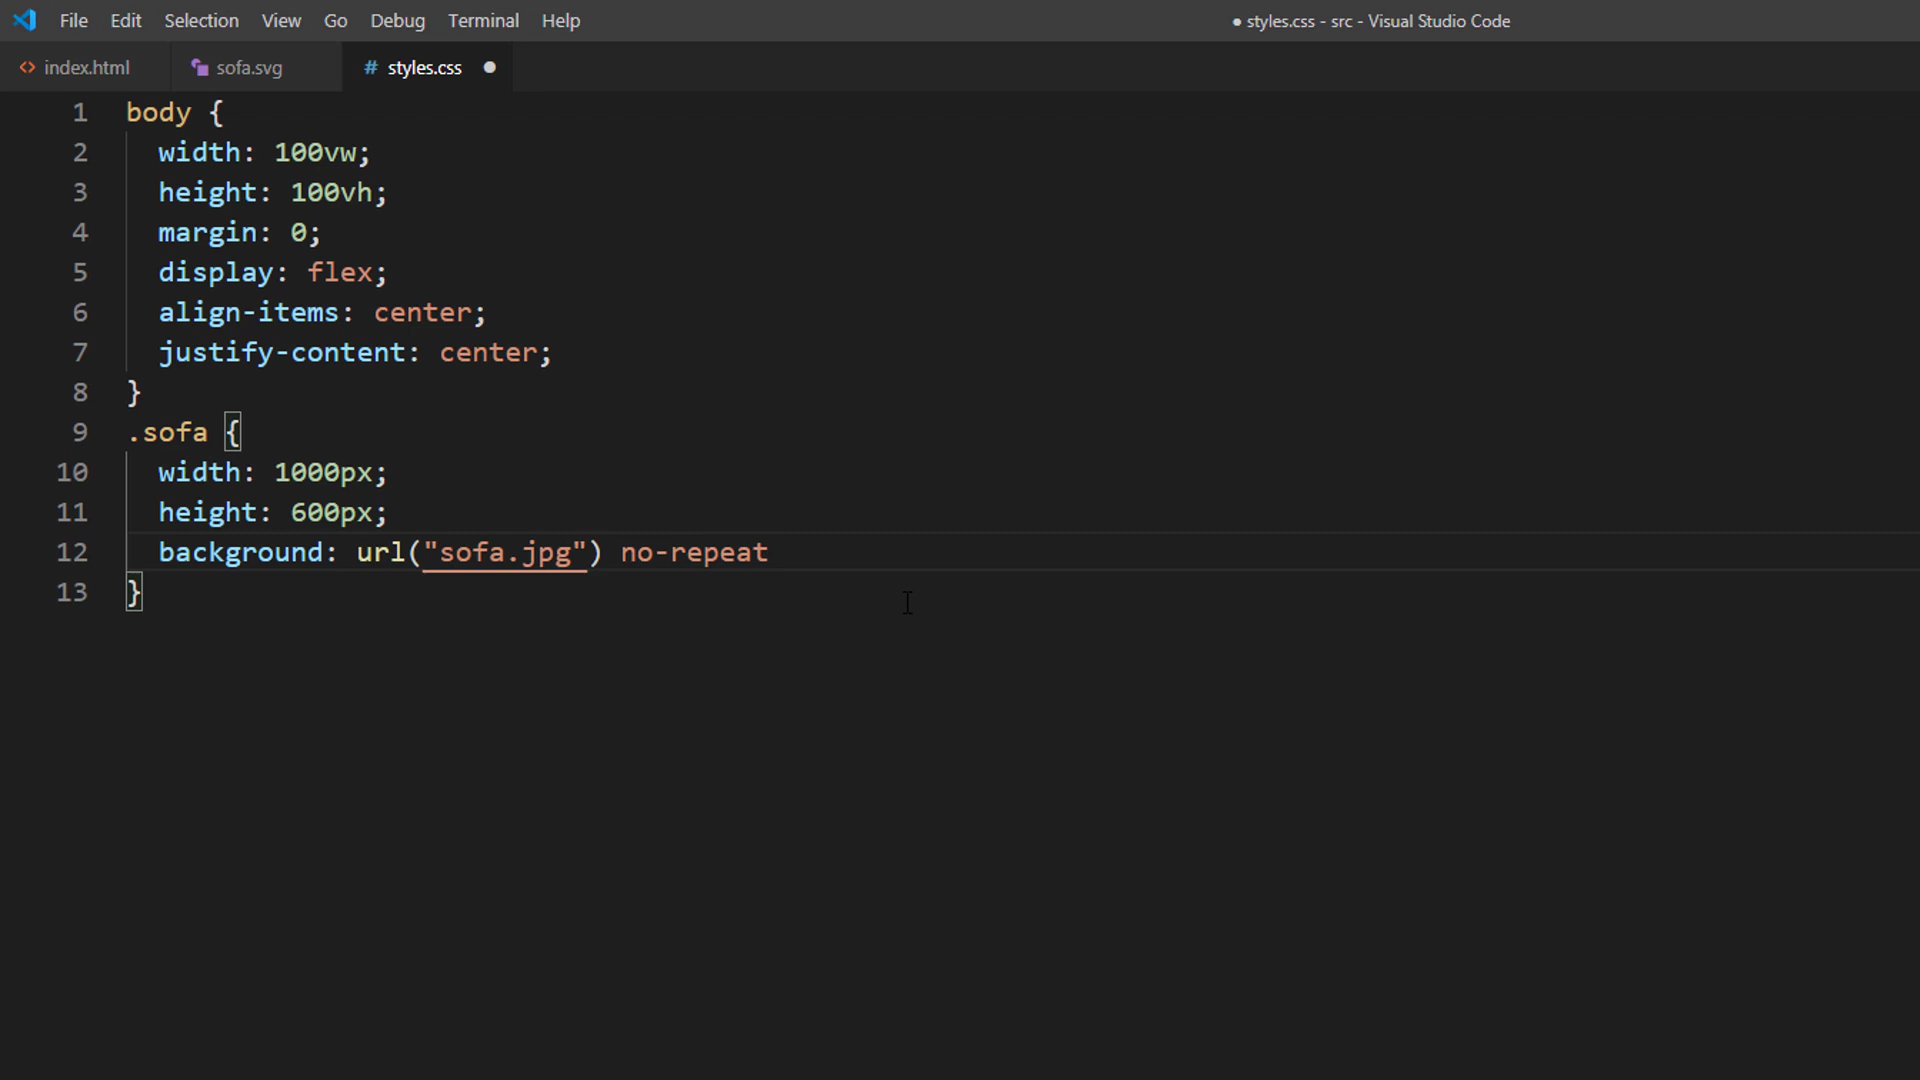 File Edit Selection View Go Debug Terminal Help ● styles.css - src - Visual Studio Code
<> index.html sofa.svg # styles.css ●
1 body {
2   width: 100vw;
3   height: 100vh;
4   margin: 0;
5   display: flex;
6   align-items: center;
7   justify-content: center;
8 }
9 .sofa {
10   width: 1000px;
11   height: 600px;
12   background: url("sofa.jpg") no-repeat
13 }